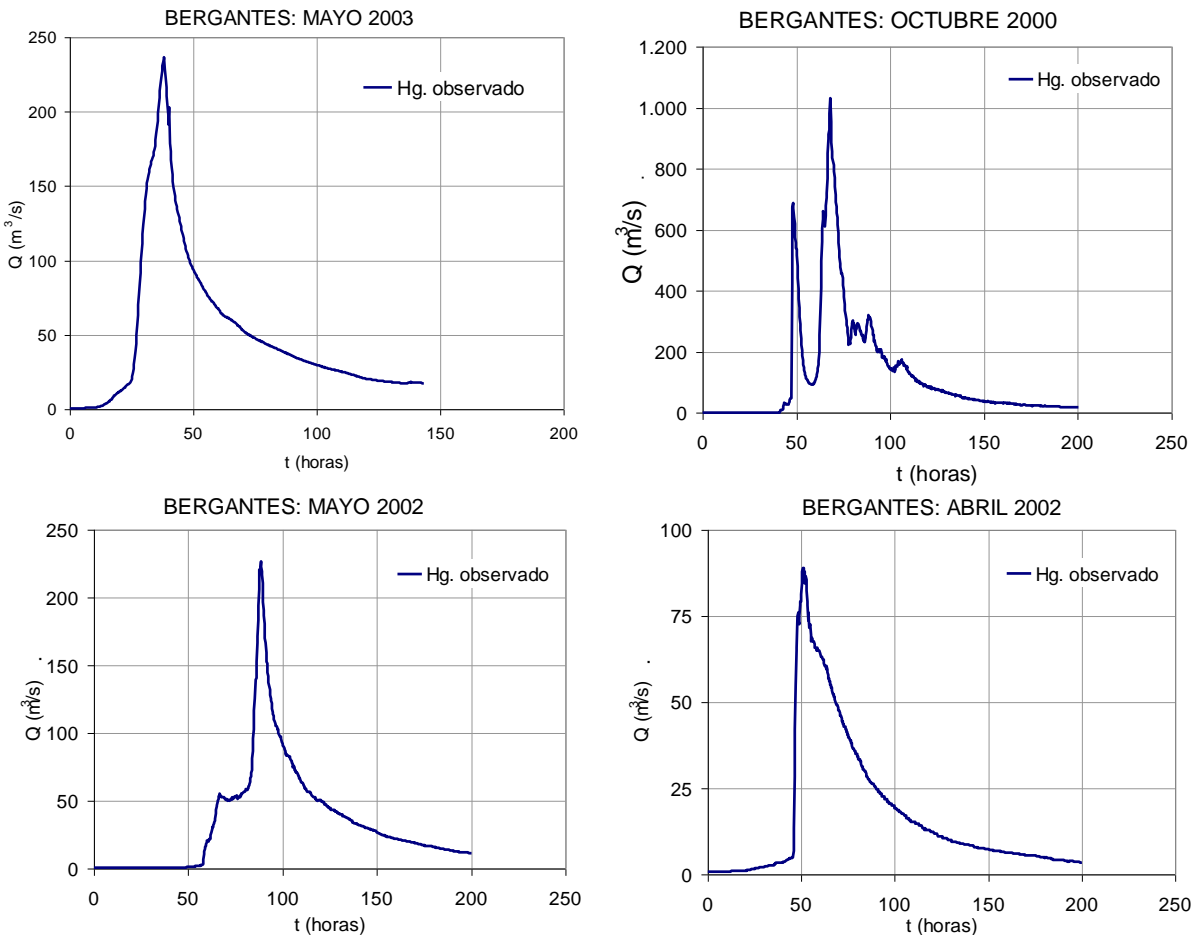 BERGANTES: MAYO 2003
250
200
150
100
50
0
Q (m³/s)
Hg. observado
0 50 100 150 200
t (horas)
BERGANTES: OCTUBRE 2000
1.200
1.000
800
600
400
200
0
Q (m³/s)
Hg. observado
0 50 100 150 200 250
t (horas)
BERGANTES: MAYO 2002
250
200
150
100
50
0
Q (m³/s)
Hg. observado
0 50 100 150 200 250
t (horas)
BERGANTES: ABRIL 2002
100
75
50
25
0
Q (m³/s)
Hg. observado
0 50 100 150 200 250
t (horas)